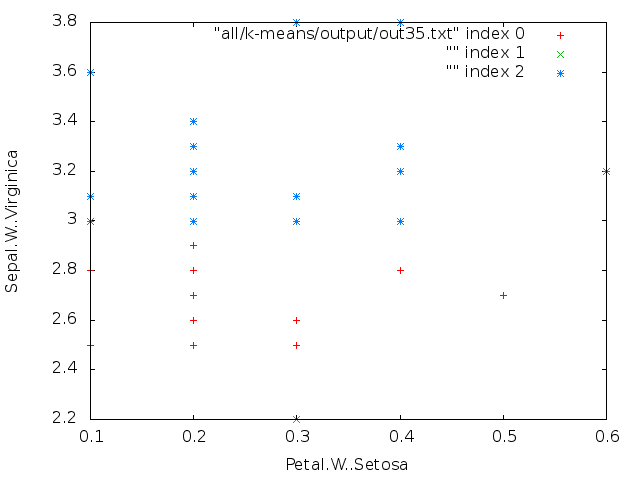 "all/k-means/output/out35.txt" index 0
"" index 1
"" index 2
3.8
3.6
3.4
3.2
3
2.8
2.6
2.4
2.2
0.1 0.2 0.3 0.4 0.5 0.6
Sepal.W..Virginica
Petal.W..Setosa